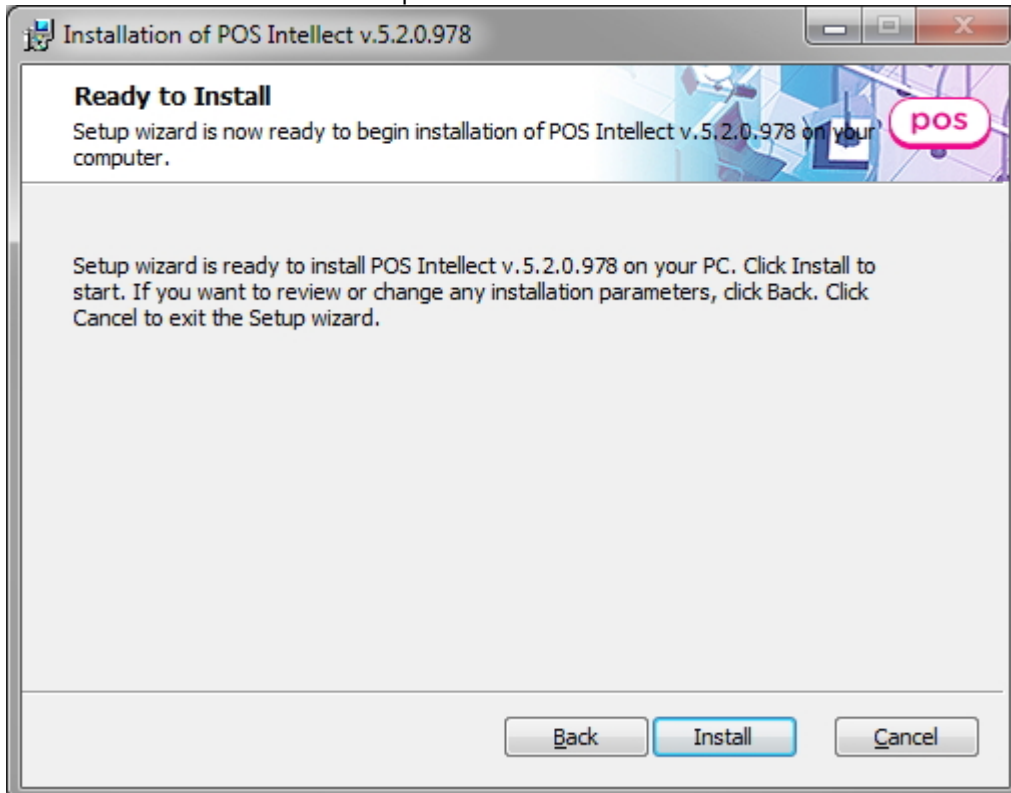 Installation of POS Intellect v.5.2.0.978
Ready to Install
Setup wizard is now ready to begin installation of POS Intellect v.5.2.0.978 on your
computer.
pos
Setup wizard is ready to install POS Intellect v.5.2.0.978 on your PC. Click Install to
start. If you want to review or change any installation parameters, click Back. Click
Cancel to exit the Setup wizard.
Back Install Cancel